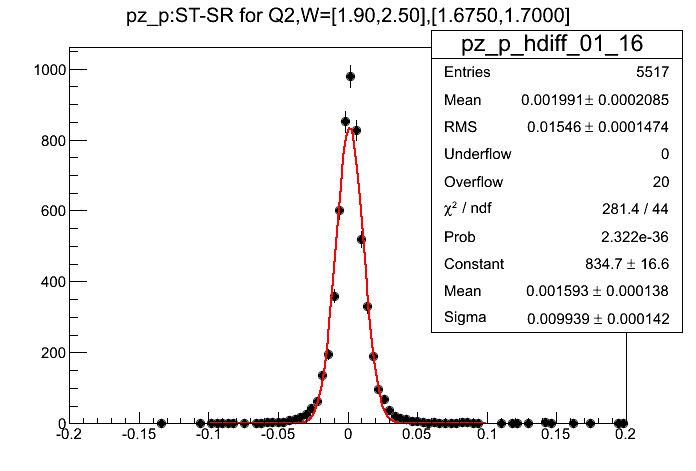 pz_p:ST-SR for Q2,W=[1.90,2.50],[1.6750,1.7000]
pz_p_hdiff_01_16
Entries 5517
Mean 0.001991± 0.0002085
RMS 0.01546 ± 0.0001474
Underflow 0
Overflow 20
χ² / ndf 281.4 / 44
Prob 2.322e-36
Constant 834.7 ± 16.6
Mean 0.001593 ± 0.000138
Sigma 0.009939 ± 0.000142
1000
800
600
400
200
0
-0.2 -0.15 -0.1 -0.05 0 0.05 0.1 0.15 0.2